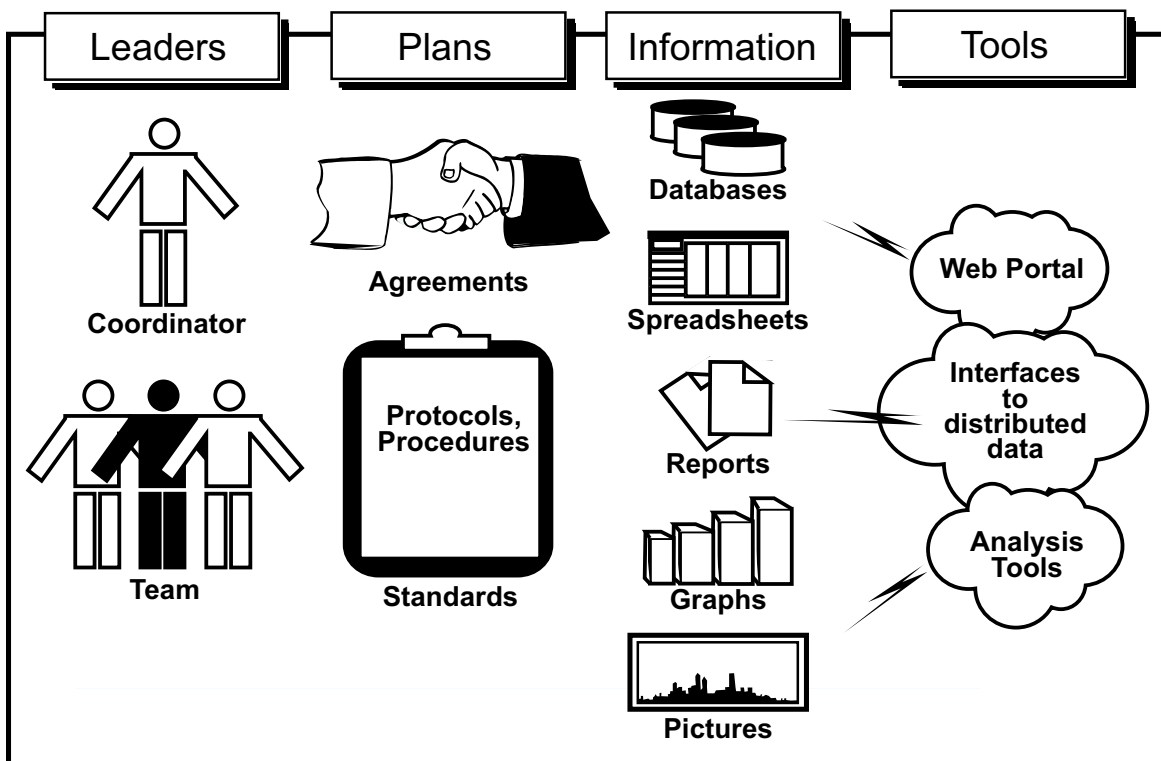 Leaders
Plans
Information
Tools
Coordinator
Team
Agreements
Protocols,
Procedures
Standards
Databases
Spreadsheets
Reports
Graphs
Pictures
Web Portal
Interfaces
to
distributed
data
Analysis
Tools